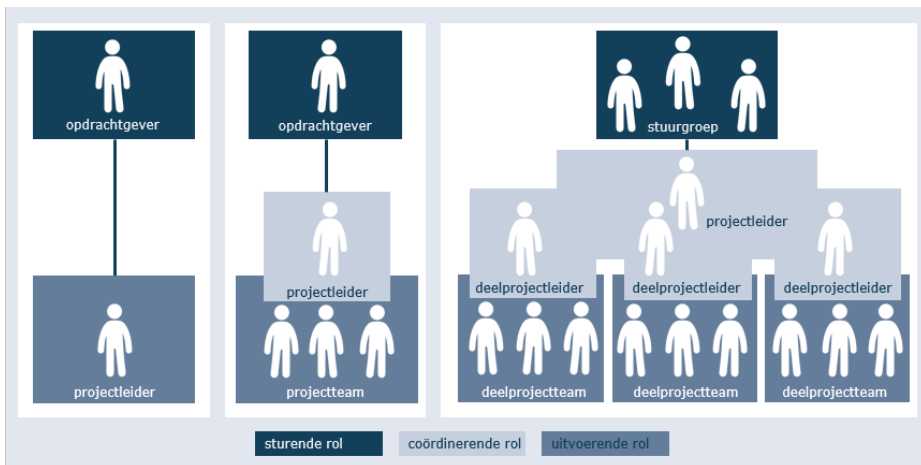 opdrachtgever
projectleider
opdrachtgever
projectleider
projectteam
stuurgroep
projectleider
deelprojectleider
deelprojectleider
deelprojectleider
deelprojectteam
deelprojectteam
deelprojectteam
sturende rol
coördinerende rol
uitvoerende rol